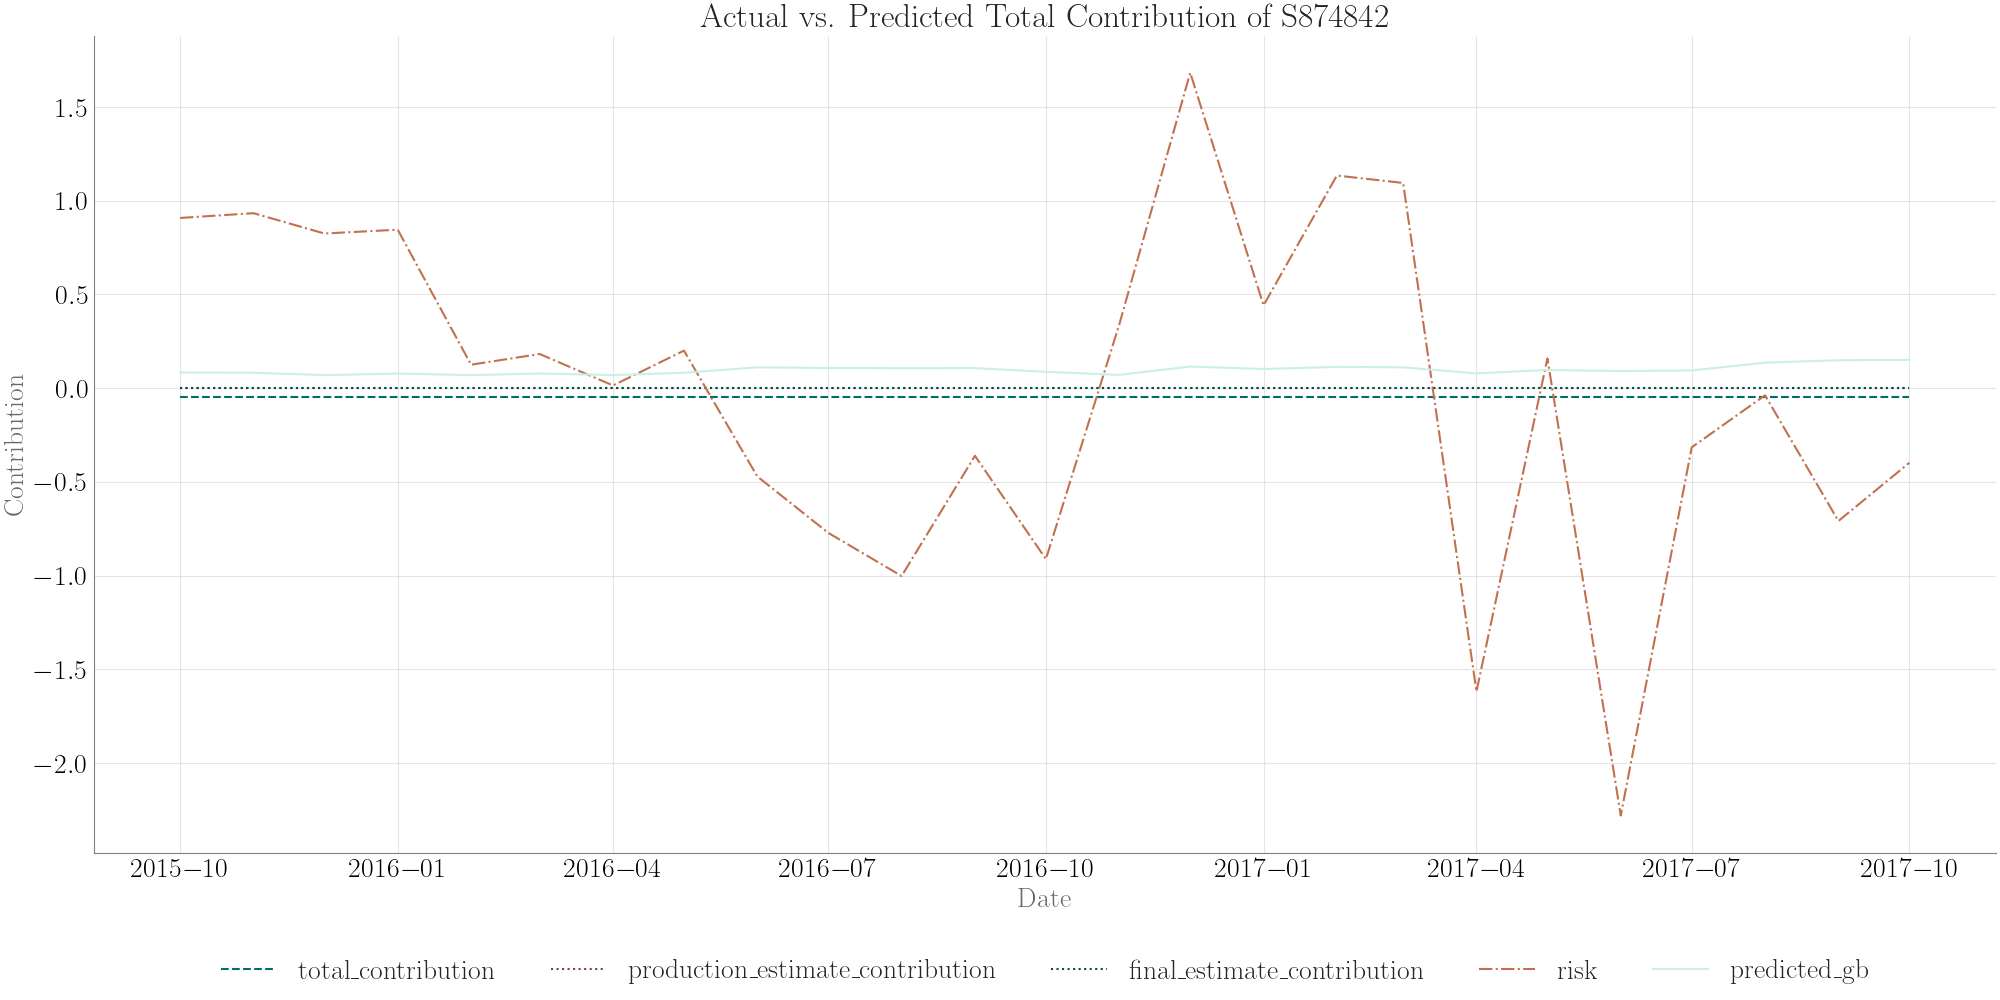 Actual vs. Predicted Total Contribution of S874842
Contribution
1.5
1.0
0.5
0.0
−0.5
−1.0
−1.5
−2.0
2015−10 2016−01 2016−04 2016−07 2016−10 2017−01 2017−04 2017−07 2017−10
Date
total_contribution production_estimate_contribution final_estimate_contribution risk predicted_gb